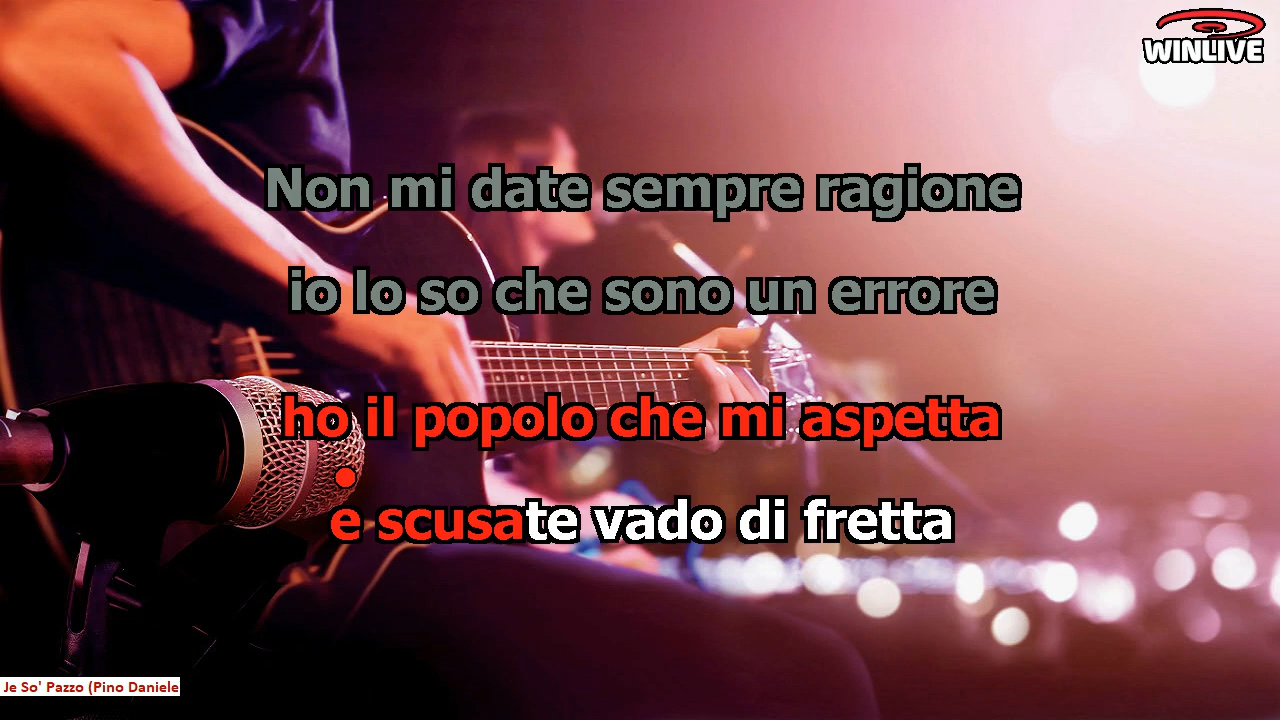 WINLIVE
Non mi date sempre ragione
io lo so che sono un errore
ho il popolo che mi aspetta
e scusate vado di fretta
Je So' Pazzo (Pino Daniele